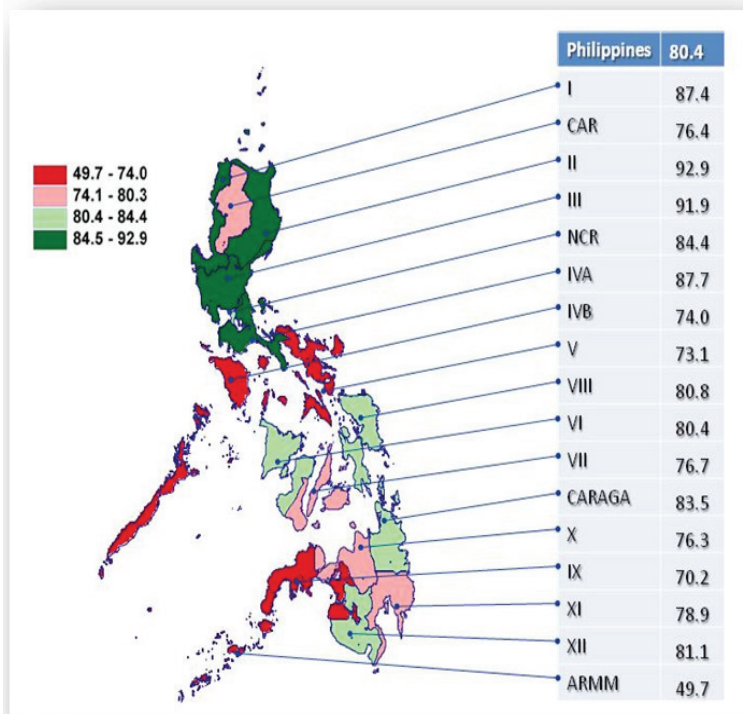 Philippines 80.4
I 87.4
CAR 76.4
II 92.9
III 91.9
NCR 84.4
IVA 87.7
IVB 74.0
V 73.1
VIII 80.8
VI 80.4
VII 76.7
CARAGA 83.5
X 76.3
IX 70.2
XI 78.9
XII 81.1
ARMM 49.7
49.7 - 74.0
74.1 - 80.3
80.4 - 84.4
84.5 - 92.9